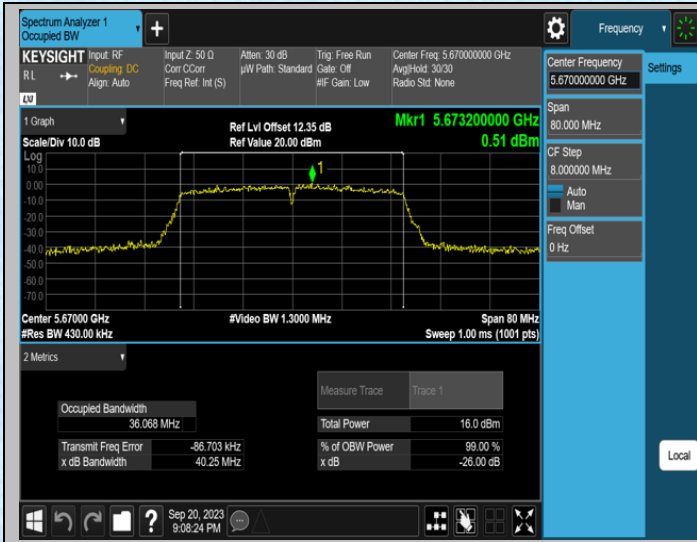 Spectrum Analyzer 1
Occupied BW
Frequency
KEYSIGHT
RL
LXI
Input: RF
Coupling: DC
Align: Auto
Input Z: 50 Ω
Corr CCorr
Freq Ref: Int (S)
Atten: 30 dB
µW Path: Standard
Trig: Free Run
Gate: Off
#IF Gain: Low
Center Freq: 5.670000000 GHz
Avg|Hold: 30/30
Radio Std: None
Center Frequency
5.670000000 GHz
Settings
Span
80.000 MHz
CF Step
8.000000 MHz
Auto
Man
Freq Offset
0 Hz
Local
1 Graph
Scale/Div 10.0 dB
Ref Lvl Offset 12.35 dB
Ref Value 20.00 dBm
Mkr1 5.673200000 GHz
0.51 dBm
Log
10.0
0.00
-10.0
-20.0
-30.0
-40.0
-50.0
-60.0
-70.0
1
Center 5.67000 GHz
#Res BW 430.00 kHz
#Video BW 1.3000 MHz
Span 80 MHz
Sweep 1.00 ms (1001 pts)
2 Metrics
Measure Trace
Trace 1
Occupied Bandwidth
36.068 MHz
Total Power
16.0 dBm
Transmit Freq Error
-86.703 kHz
% of OBW Power
99.00 %
x dB Bandwidth
40.25 MHz
x dB
-26.00 dB
Sep 20, 2023
9:08:24 PM